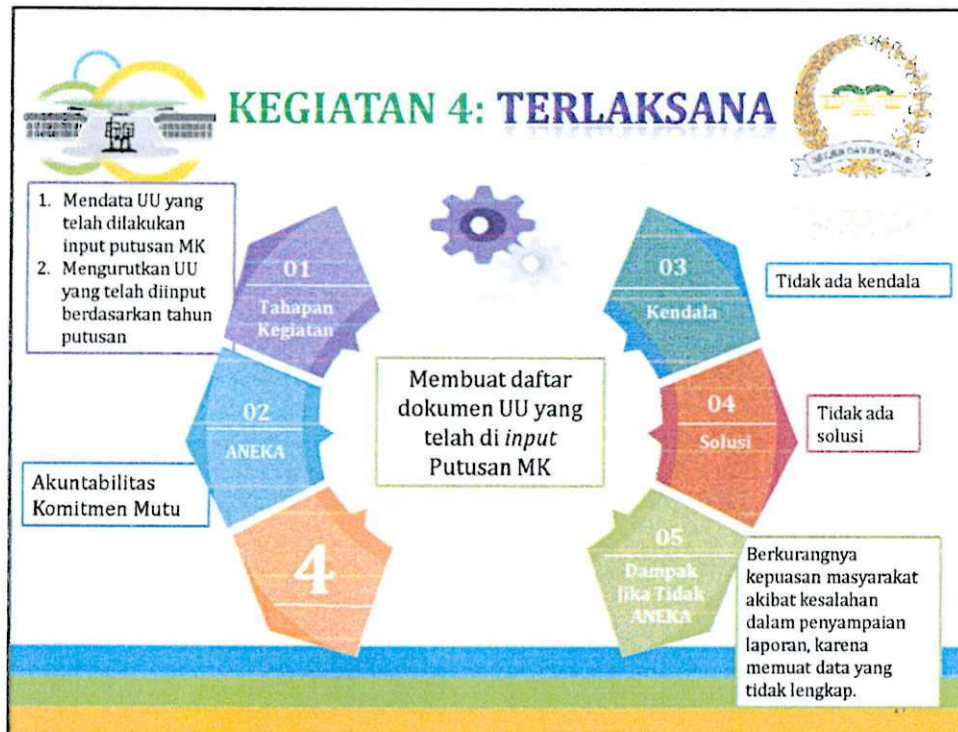 KEGIATAN 4: TERLAKSANA
1. Mendata UU yang
telah dilakukan
input putusan MK
2. Mengurutkan UU
yang telah diinput
berdasarkan tahun
putusan
01
Tahapan
Kegiatan
02
ANEKA
Akuntabilitas
Komitmen Mutu
4
Membuat daftar
dokumen UU yang
telah di input
Putusan MK
03
Kendala
Tidak ada kendala
04
Solusi
Tidak ada
solusi
05
Dampak
Jika Tidak
ANEKA
Berkurangnya
kepuasan masyarakat
akibat kesalahan
dalam penyampaian
laporan, karena
memuat data yang
tidak lengkap.